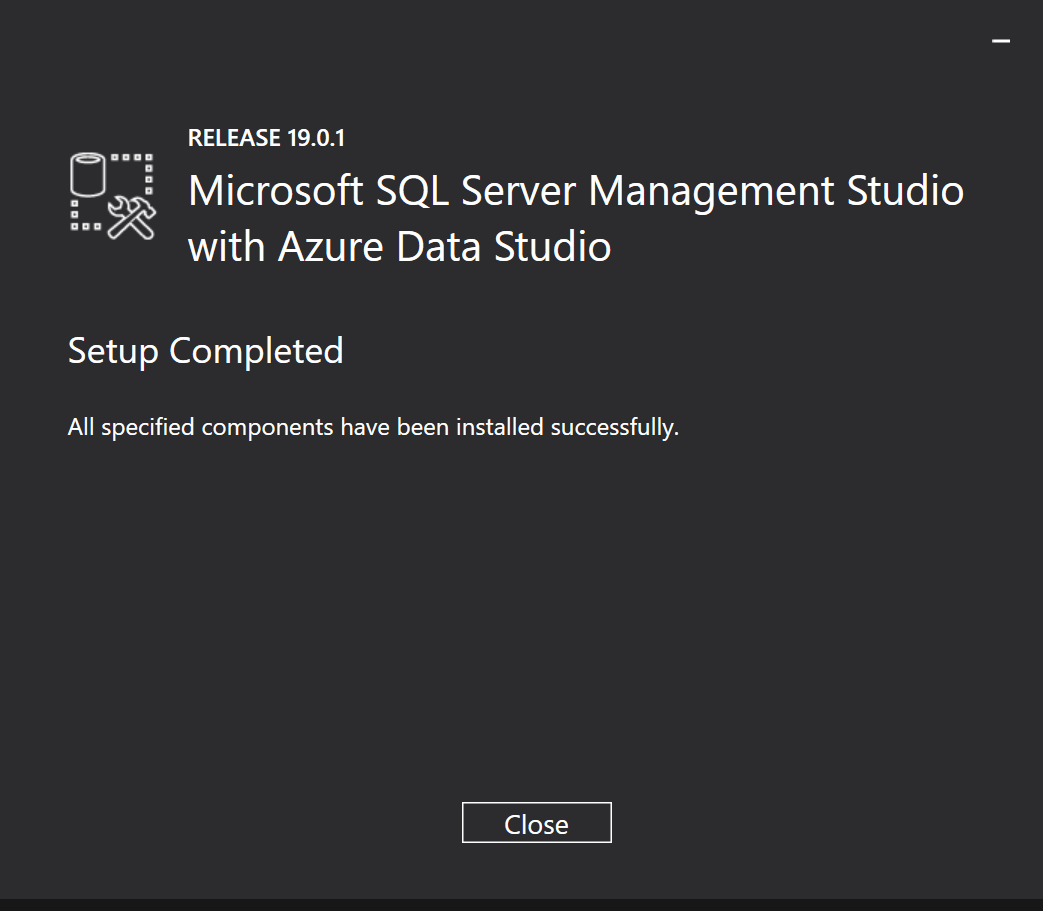 RELEASE 19.0.1
Microsoft SQL Server Management Studio
with Azure Data Studio
Setup Completed
All specified components have been installed successfully.
Close